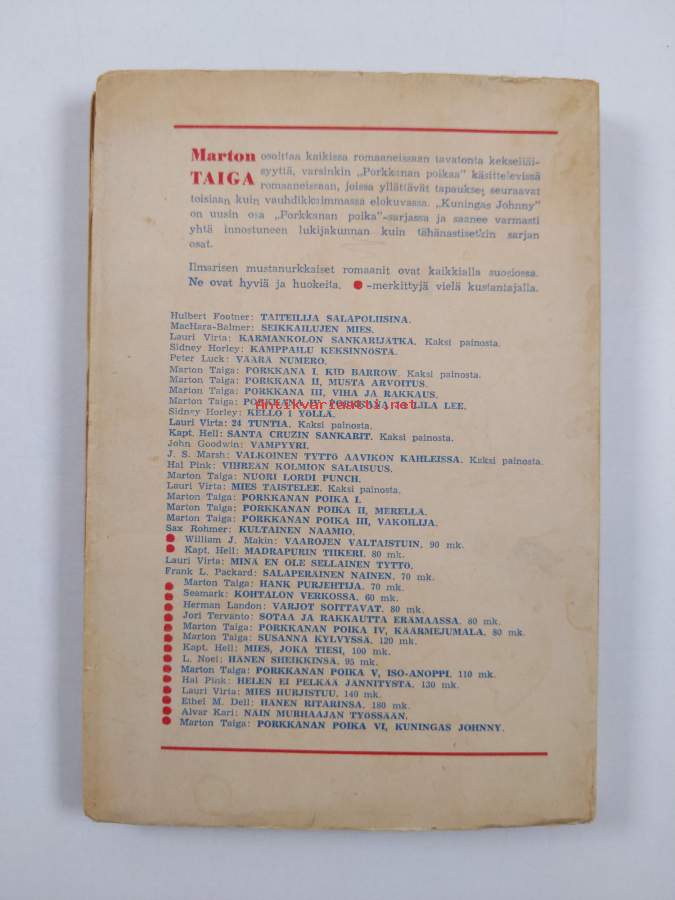 Marton osoittaa kaikissa romaaneissaan tavatonta kekseliäi-
TAIGA syyttä, varsinkin „Porkkanan poikaa" käsittelevissä
romaaneissaan, joissa yllättävät tapaukset seuraavat
toisiaan kuin vauhdikkaimmassa elokuvassa. „Kuningas Johnny"
on uusin osa „Porkkanan poika"-sarjassa ja saanee varmasti
yhtä innostuneen lukijakunnan kuin tähänastisetkin sarjan
osat.
Ilmarisen mustanurkkaiset romaanit ovat kaikkialla suosiossa.
Ne ovat hyviä ja huokeita. ●-merkittyjä vielä kustantajalla.
Hulbert Footner: TAITEILIJA SALAPOLIISINA.
MacHara-Balmer: SEIKKAILUJEN MIES.
Lauri Virta: KARMANKOLON SANKARIJATKA. Kaksi painosta.
Sidney Horley: KAMPPAILU KEKSINNÖSTÄ.
Peter Luck: VAARA NUMERO.
Marton Taiga: PORKKANA I, KID BARROW. Kaksi painosta.
Marton Taiga: PORKKANA II, MUSTA ARVOITUS.
Marton Taiga: PORKKANA III, VIHA JA RAKKAUS.
Marton Taiga: PORKKANA IV, PORKKANA JA LILA LEE.
Antikvariaatti.net
Sidney Horley: KELLO 1 YÖLLÄ.
Lauri Virta: 24 TUNTIA. Kaksi painosta.
Kapt. Hell: SANTA CRUZIN SANKARIT. Kaksi painosta.
John Goodwin: VAMPYYRI.
J. S. Marsh: VALKOINEN TYTTÖ AAVIKON KAHLEISSA. Kaksi painosta.
Hal Pink: VIHREÄN KOLMION SALAISUUS.
Marton Taiga: NUORI LORDI PUNCH.
Lauri Virta: MIES TAISTELEE. Kaksi painosta.
Marton Taiga: PORKKANAN POIKA I.
Marton Taiga: PORKKANAN POIKA II, MERELLÄ.
Marton Taiga: PORKKANAN POIKA III, VAKOILIJA.
Sax Rohmer: KULTAINEN NAAMIO.
● William J. Makin: VAAROJEN VALTAISTUIN, 90 mk.
● Kapt. Hell: MADRAPURIN TIIKERI. 80 mk.
Lauri Virta: MINÄ EN OLE SELLAINEN TYTTÖ.
Frank L. Packard: SALAPERÄINEN NAINEN. 70 mk.
● Marton Taiga: HANK PURJEHTIJA. 70 mk.
● Seamark: KOHTALON VERKOSSA. 60 mk.
● Herman Landon: VARJOT SOITTAVAT. 80 mk.
● Jori Tervanto: SOTAA JA RAKKAUTTA ERÄMAASSA. 80 mk.
● Marton Taiga: PORKKANAN POIKA IV, KÄÄRMEJUMALA. 80 mk.
● Marton Taiga: SUSANNA KYLVYSSÄ. 120 mk.
● Kapt. Hell: MIES, JOKA TIESI, 100 mk.
● L. Noel: HÄNEN SHEIKKINSÄ. 95 mk.
● Marton Taiga: PORKKANAN POIKA V, ISO-ANOPPI. 110 mk.
● Hal Pink: HELEN EI PELKÄÄ JÄNNITYSTÄ. 130 mk.
● Lauri Virta: MIES HURJISTUU, 140 mk.
● Ethel M. Dell: HÄNEN RITARINSA. 180 mk.
● Alvar Kari: NÄIN MURHAAJAN TYÖSSÄÄN.
● Marton Taiga: PORKKANAN POIKA VI, KUNINGAS JOHNNY.